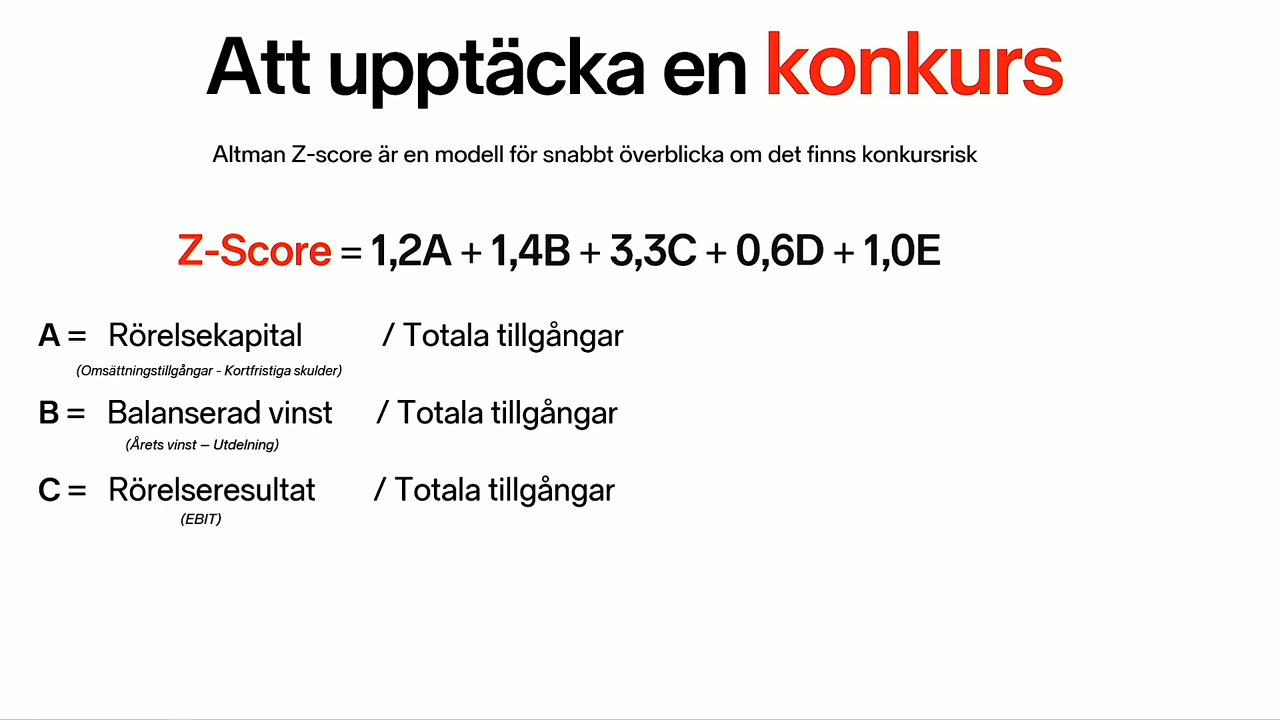 Att upptäcka en konkurs
Altman Z-score är en modell för snabbt överblicka om det finns konkursrisk
Z-Score = 1,2A + 1,4B + 3,3C + 0,6D + 1,0E
A = Rörelsekapital / Totala tillgångar
(Omsättningstillgångar - Kortfristiga skulder)
B = Balanserad vinst / Totala tillgångar
(Årets vinst – Utdelning)
C = Rörelseresultat / Totala tillgångar
(EBIT)